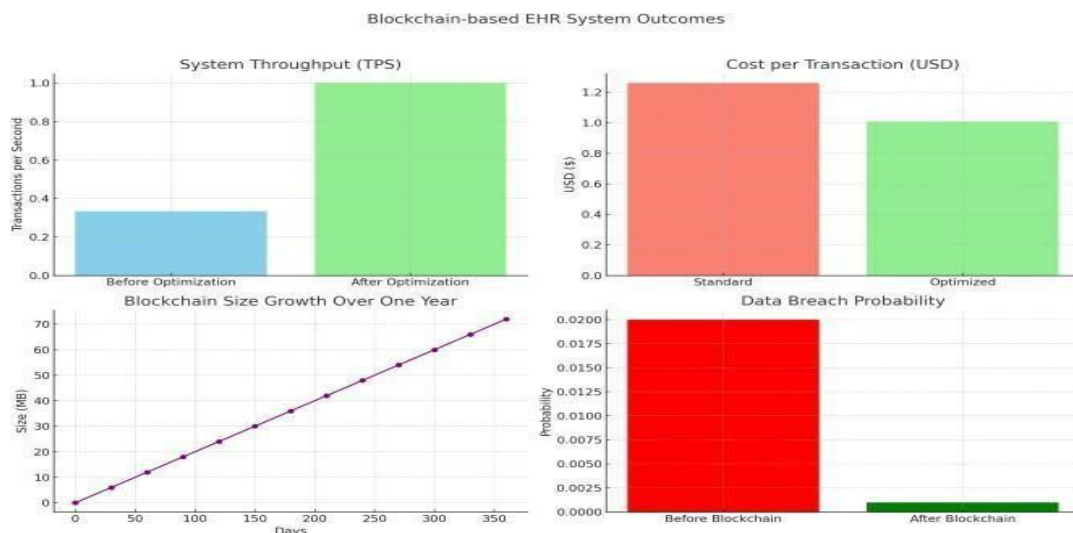 Blockchain-based EHR System Outcomes
System Throughput (TPS)
Transactions per Second
1.0
0.8
0.6
0.4
0.2
0.0
Before Optimization
After Optimization
Cost per Transaction (USD)
USD ($)
1.2
1.0
0.8
0.6
0.4
0.2
0.0
Standard
Optimized
Blockchain Size Growth Over One Year
Size (MB)
70
60
50
40
30
20
10
0
0 50 100 150 200 250 300 350
Days
Data Breach Probability
Probability
0.0200
0.0175
0.0150
0.0125
0.0100
0.0075
0.0050
0.0025
0.0000
Before Blockchain
After Blockchain